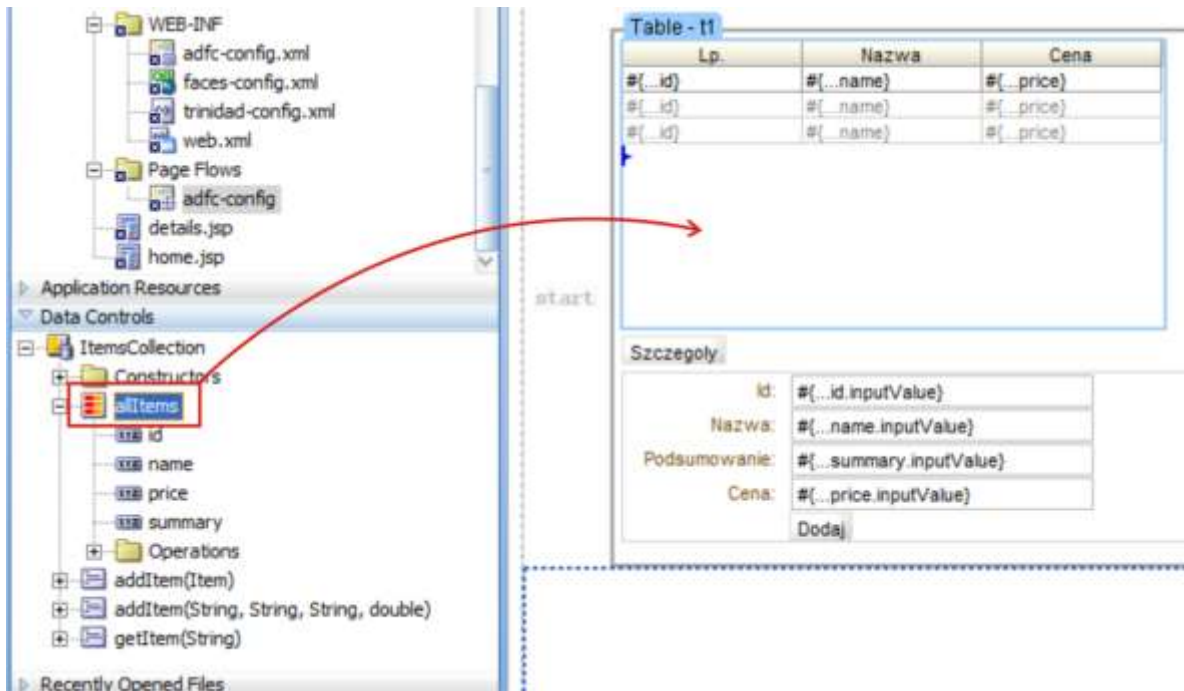 WEB-INF
adfc-config.xml
faces-config.xml
trinidad-config.xml
web.xml
Page Flows
adfc-config
details.jsp
home.jsp
Application Resources
Data Controls
ItemsCollection
Constructors
allItems
id
name
price
summary
Operations
addItem(Item)
addItem(String, String, String, double)
getItem(String)
Recently Opened Files
start
Table - t1
Lp. Nazwa Cena
#{...id} #{...name} #{...price}
#{...id} #{...name} #{...price}
#{...id} #{...name} #{...price}
Szczegoly
Id: #{...id.inputValue}
Nazwa: #{...name.inputValue}
Podsumowanie: #{...summary.inputValue}
Cena: #{...price.inputValue}
Dodaj